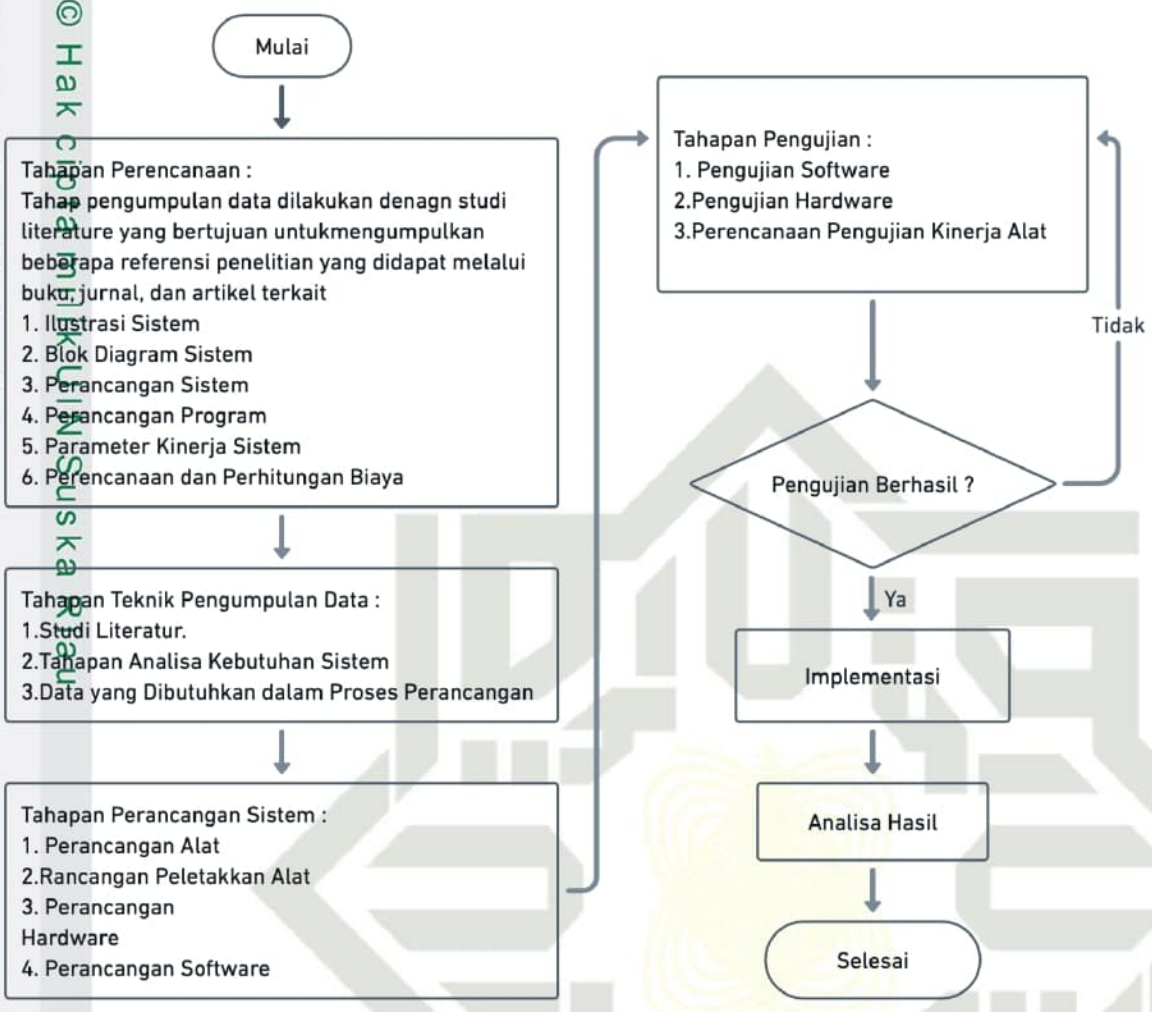 © Hak cipta milik UIN Suska Riau
Mulai
Tahapan Perencanaan :
Tahap pengumpulan data dilakukan denagn studi
literature yang bertujuan untukmengumpulkan
beberapa referensi penelitian yang didapat melalui
buku, jurnal, dan artikel terkait
1. Ilustrasi Sistem
2. Blok Diagram Sistem
3. Perancangan Sistem
4. Perancangan Program
5. Parameter Kinerja Sistem
6. Perencanaan dan Perhitungan Biaya
Tahapan Teknik Pengumpulan Data :
1.Studi Literatur.
2.Tahapan Analisa Kebutuhan Sistem
3.Data yang Dibutuhkan dalam Proses Perancangan
Tahapan Perancangan Sistem :
1. Perancangan Alat
2.Rancangan Peletakkan Alat
3. Perancangan
Hardware
4. Perancangan Software
Tahapan Pengujian :
1. Pengujian Software
2.Pengujian Hardware
3.Perencanaan Pengujian Kinerja Alat
Tidak
Pengujian Berhasil ?
Ya
Implementasi
Analisa Hasil
Selesai